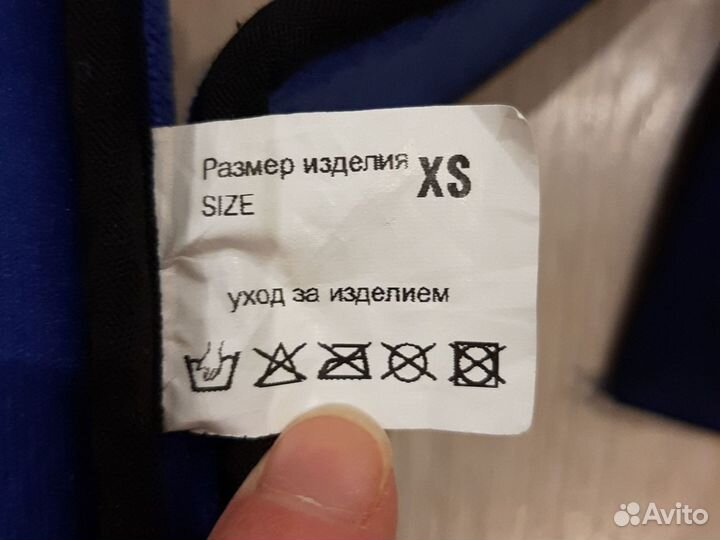 Размер изделия XS
SIZE
уход за изделием
Avito